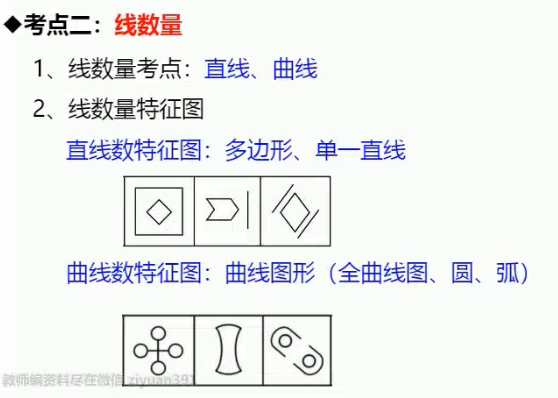 ◆考点二：线数量
1、线数量考点：直线、曲线
2、线数量特征图
直线数特征图：多边形、单一直线
曲线数特征图：曲线图形（全曲线图、圆、弧）
教师编资料尽在微信 ziyuan391